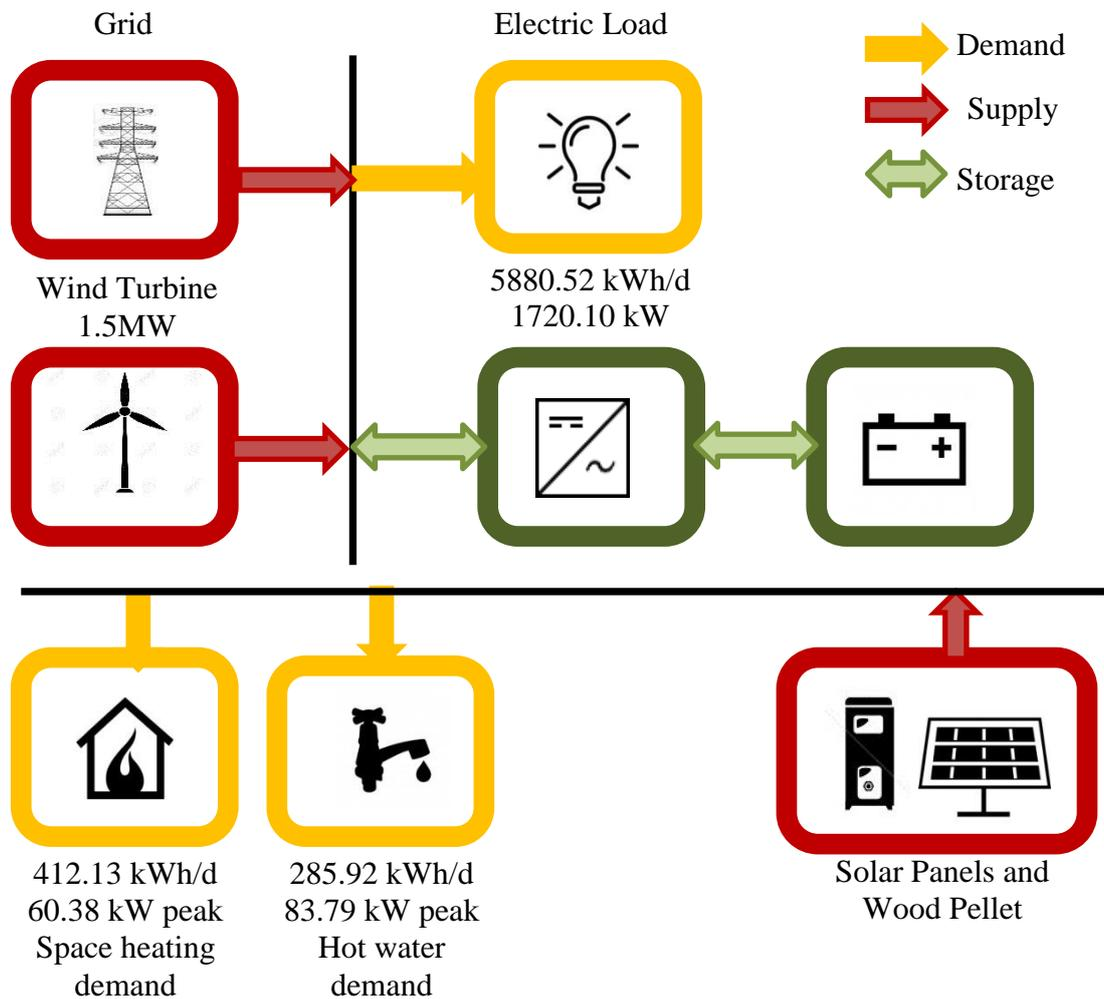 Grid
Electric Load
Demand
Supply
Storage
Wind Turbine
1.5MW
5880.52 kWh/d
1720.10 kW
412.13 kWh/d
60.38 kW peak
Space heating
demand
285.92 kWh/d
83.79 kW peak
Hot water
demand
Solar Panels and
Wood Pellet